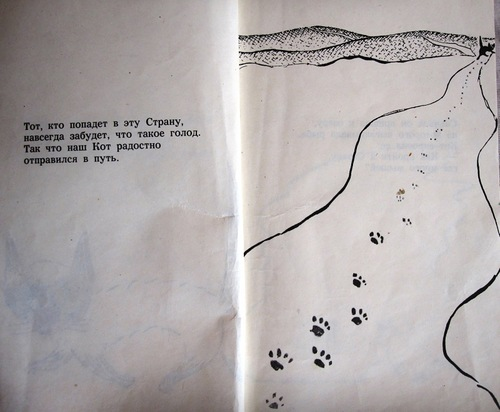 Тот, кто попадет в эту Страну,
навсегда забудет, что такое голод.
Так что наш Кот радостно
отправился в путь.